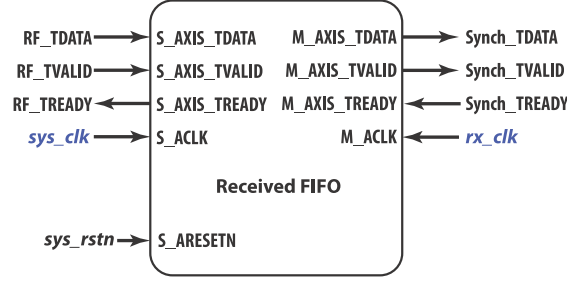 RF_TDATA S_AXIS_TDATA M_AXIS_TDATA Synch_TDATA
RF_TVALID S_AXIS_TVALID M_AXIS_TVALID Synch_TVALID
RF_TREADY S_AXIS_TREADY M_AXIS_TREADY Synch_TREADY
sys_clk S_ACLK M_ACLK rx_clk
Received FIFO
sys_rstn S_ARESETN